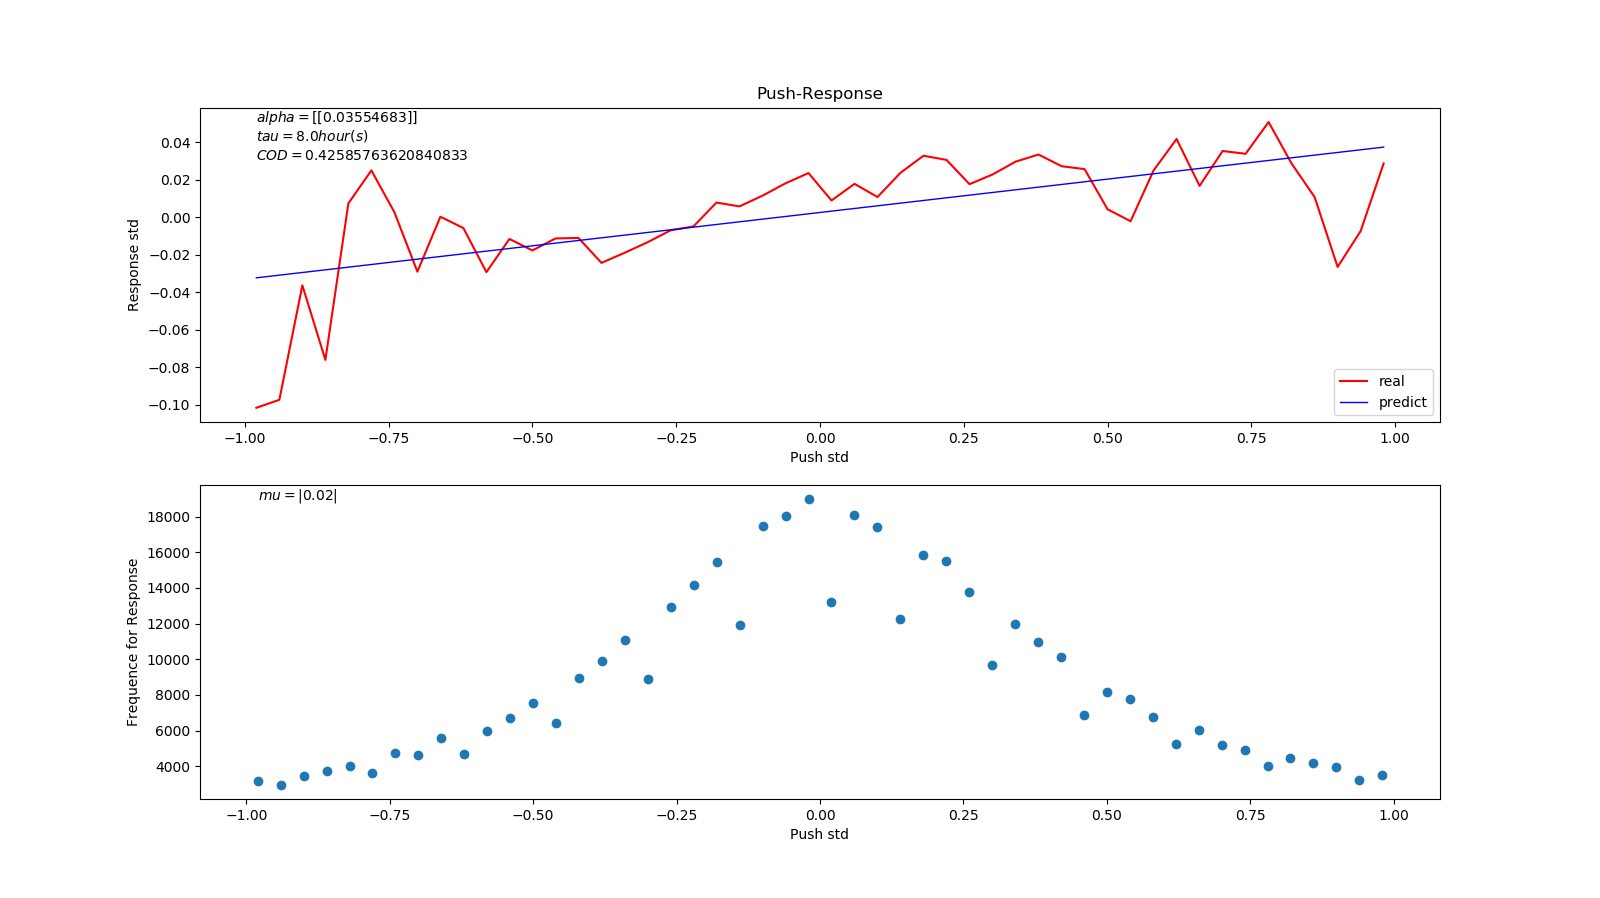 Push-Response
alpha = [[0.03554683]]
tau = 8.0hour(s)
COD = 0.42585763620840833
0.04
0.02
0.00
−0.02
−0.04
−0.06
−0.08
−0.10
Response std
real
predict
−1.00 −0.75 −0.50 −0.25 0.00 0.25 0.50 0.75 1.00
Push std
mu = |0.02|
18000
16000
14000
12000
10000
8000
6000
4000
Frequence for Response
−1.00 −0.75 −0.50 −0.25 0.00 0.25 0.50 0.75 1.00
Push std